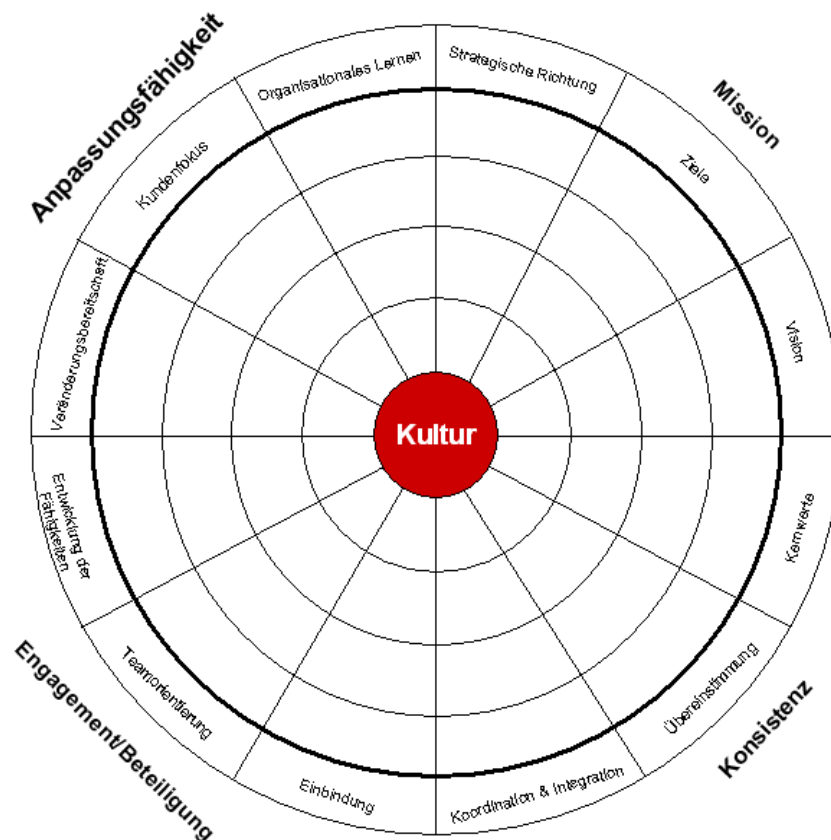 Anpassungsfähigkeit
Mission
Organisationales Lernen
Strategische Richtung
Kundenfokus
Ziele
Veränderungsbereitschaft
Vision
Kultur
Entwicklung der
Fähigkeiten
Kernwerte
Teamorientierung
Übereinstimmung
Einbindung
Koordination & Integration
Engagement/Beteiligung
Konsistenz